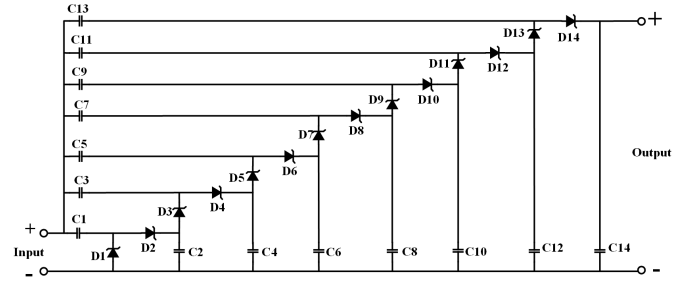 C13
D13
D14
+
C11
D11
D12
C9
D9
D10
C7
D7
D8
C5
D5
D6
Output
C3
D3
D4
+
C1
Input
D1
D2
C2
C4
C6
C8
C10
C12
C14
-
-